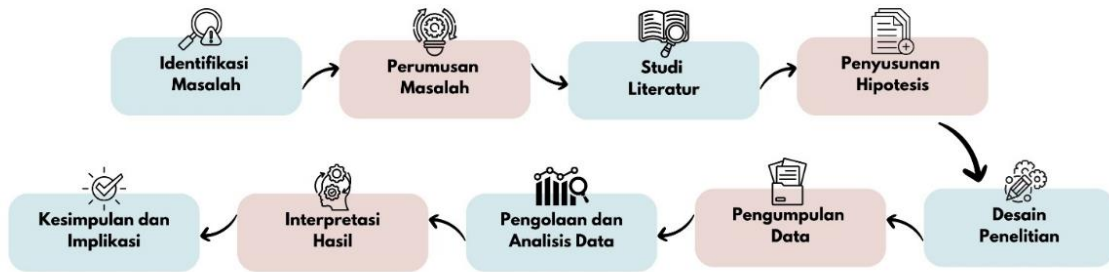 Identifikasi
Masalah
Perumusan
Masalah
Studi
Literatur
Penyusunan
Hipotesis
Desain
Penelitian
Pengumpulan
Data
Pengolaan dan
Analisis Data
Interpretasi
Hasil
Kesimpulan dan
Implikasi